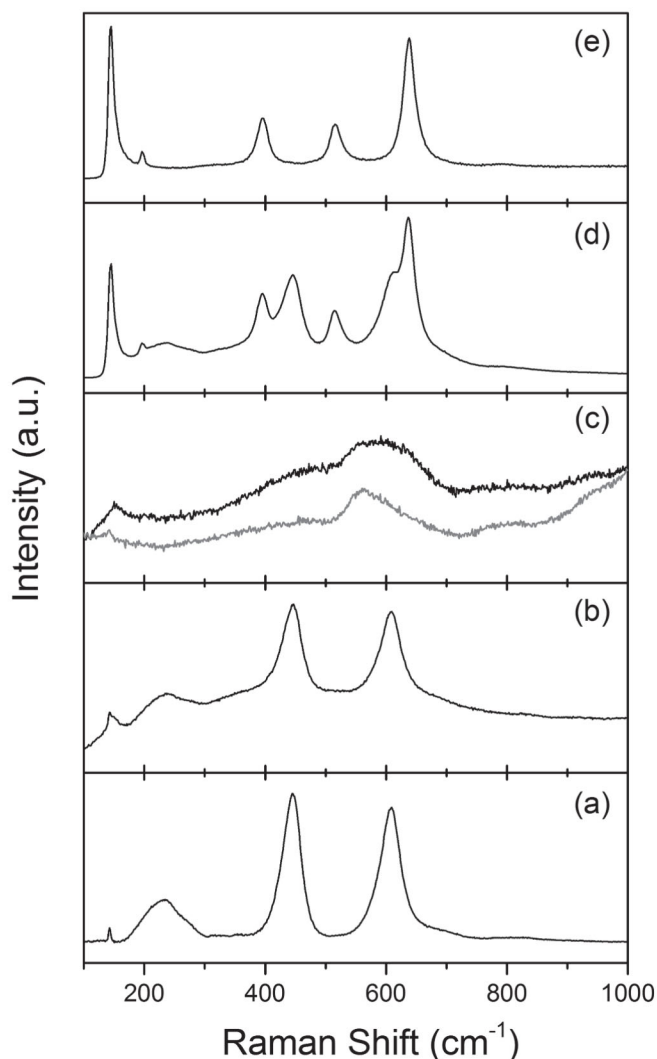 (e)
(d)
(c)
(b)
(a)
Intensity (a.u.)
200 400 600 800 1000
Raman Shift (cm⁻¹)